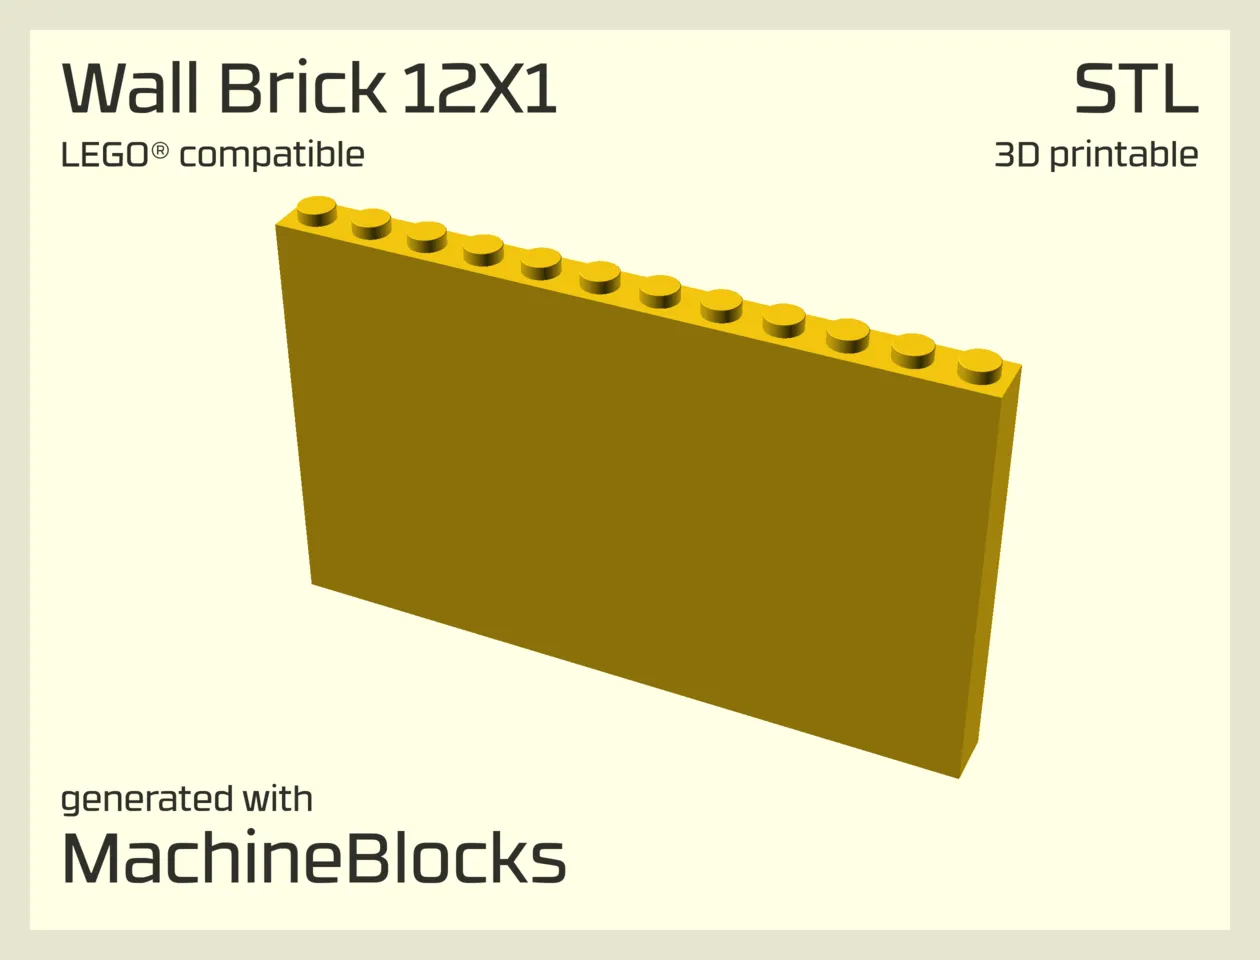 Wall Brick 12X1
STL
LEGO® compatible
3D printable
generated with
MachineBlocks